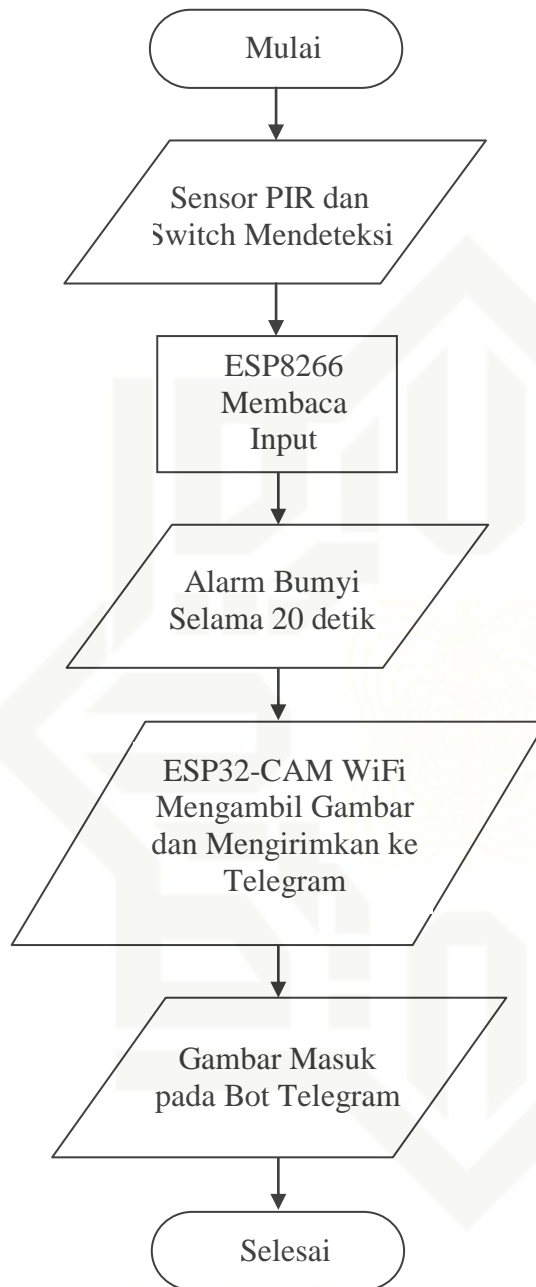 Mulai
Sensor PIR dan
Switch Mendeteksi
ESP8266
Membaca
Input
Alarm Bumyi
Selama 20 detik
ESP32-CAM WiFi
Mengambil Gambar
dan Mengirimkan ke
Telegram
Gambar Masuk
pada Bot Telegram
Selesai